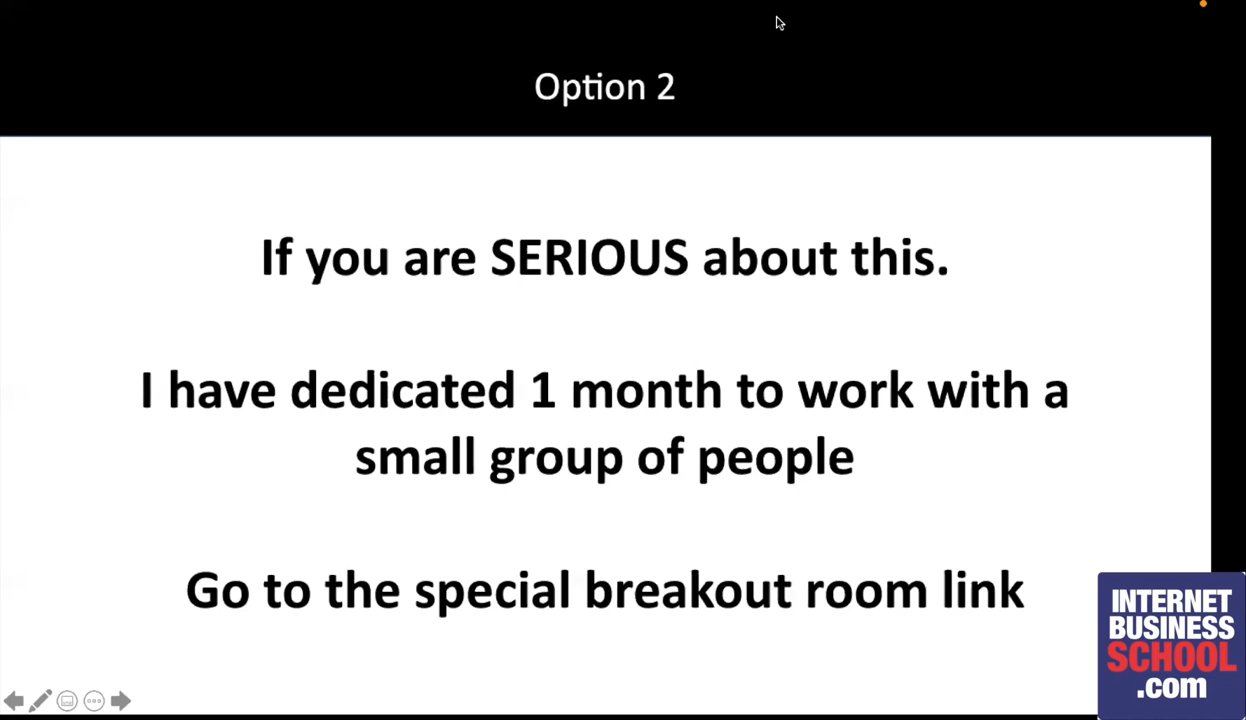 Option 2
If you are SERIOUS about this.
I have dedicated 1 month to work with a
small group of people
Go to the special breakout room link
INTERNET
BUSINESS
SCHOOL
.com